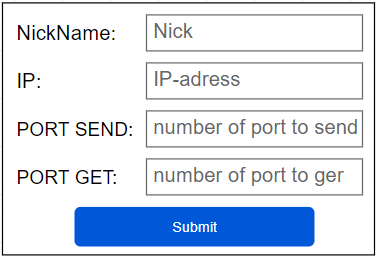 NickName: Nick
IP: IP-adress
PORT SEND: number of port to send
PORT GET: number of port to ger
Submit